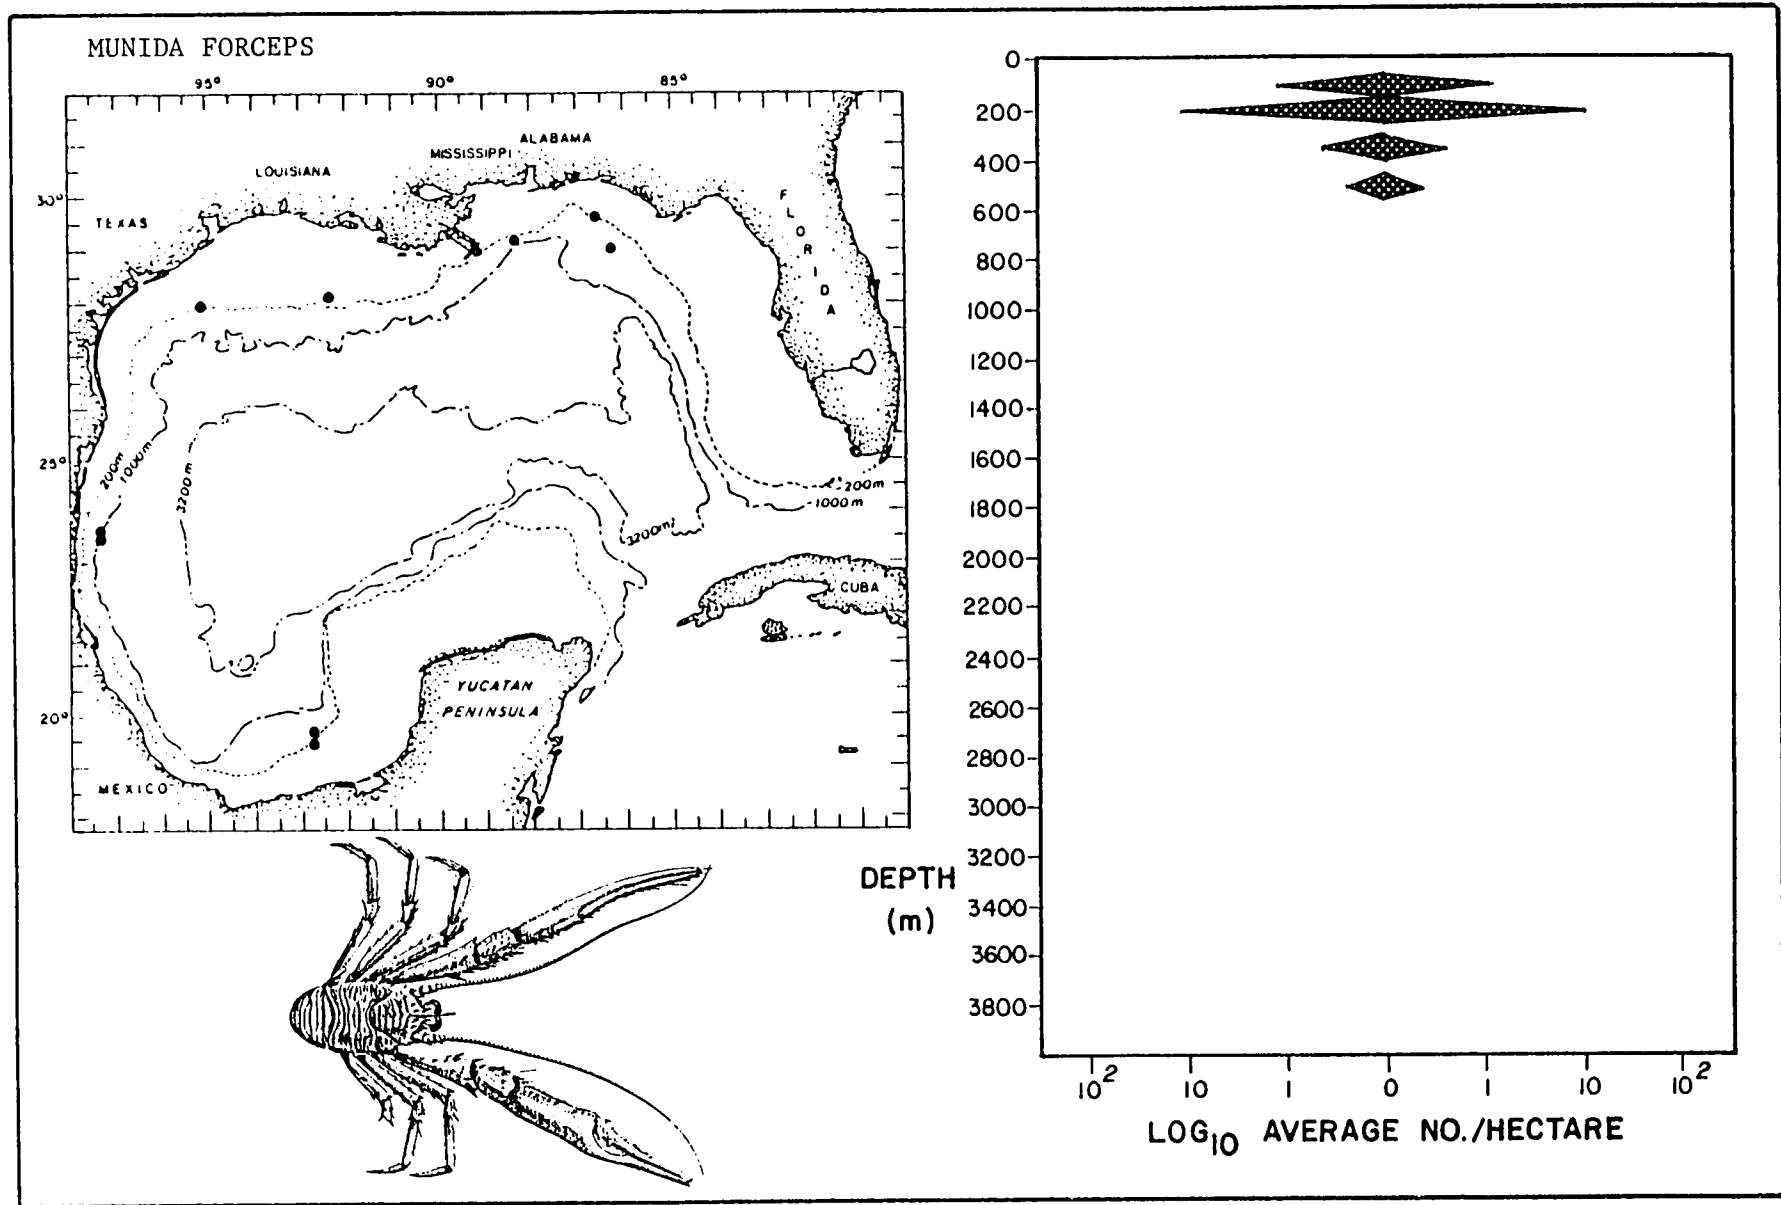 MUNIDA FORCEPS
95° 90° 85°
ALABAMA
MISSISSIPPI
LOUISIANA
30°
TEXAS
FLORIDA
25°
200m
1000m
3200m
200m
1000m
3200m
CUBA
YUCATAN
PENINSULA
20°
MEXICO
DEPTH
(m)
0
200
400
600
800
1000
1200
1400
1600
1800
2000
2200
2400
2600
2800
3000
3200
3400
3600
3800
10² 10 1 0 1 10 10²
LOG₁₀ AVERAGE NO./HECTARE